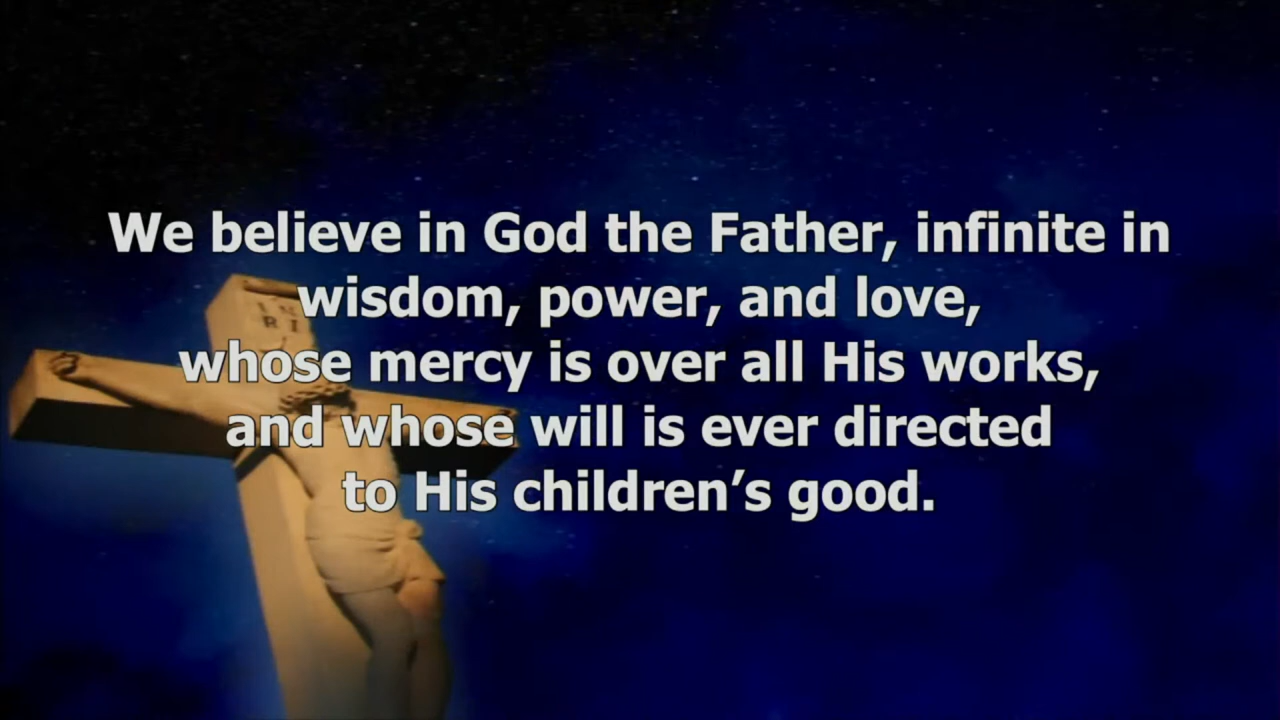 We believe in God the Father, infinite in
wisdom, power, and love,
whose mercy is over all His works,
and whose will is ever directed
to His children’s good.
I N
R I